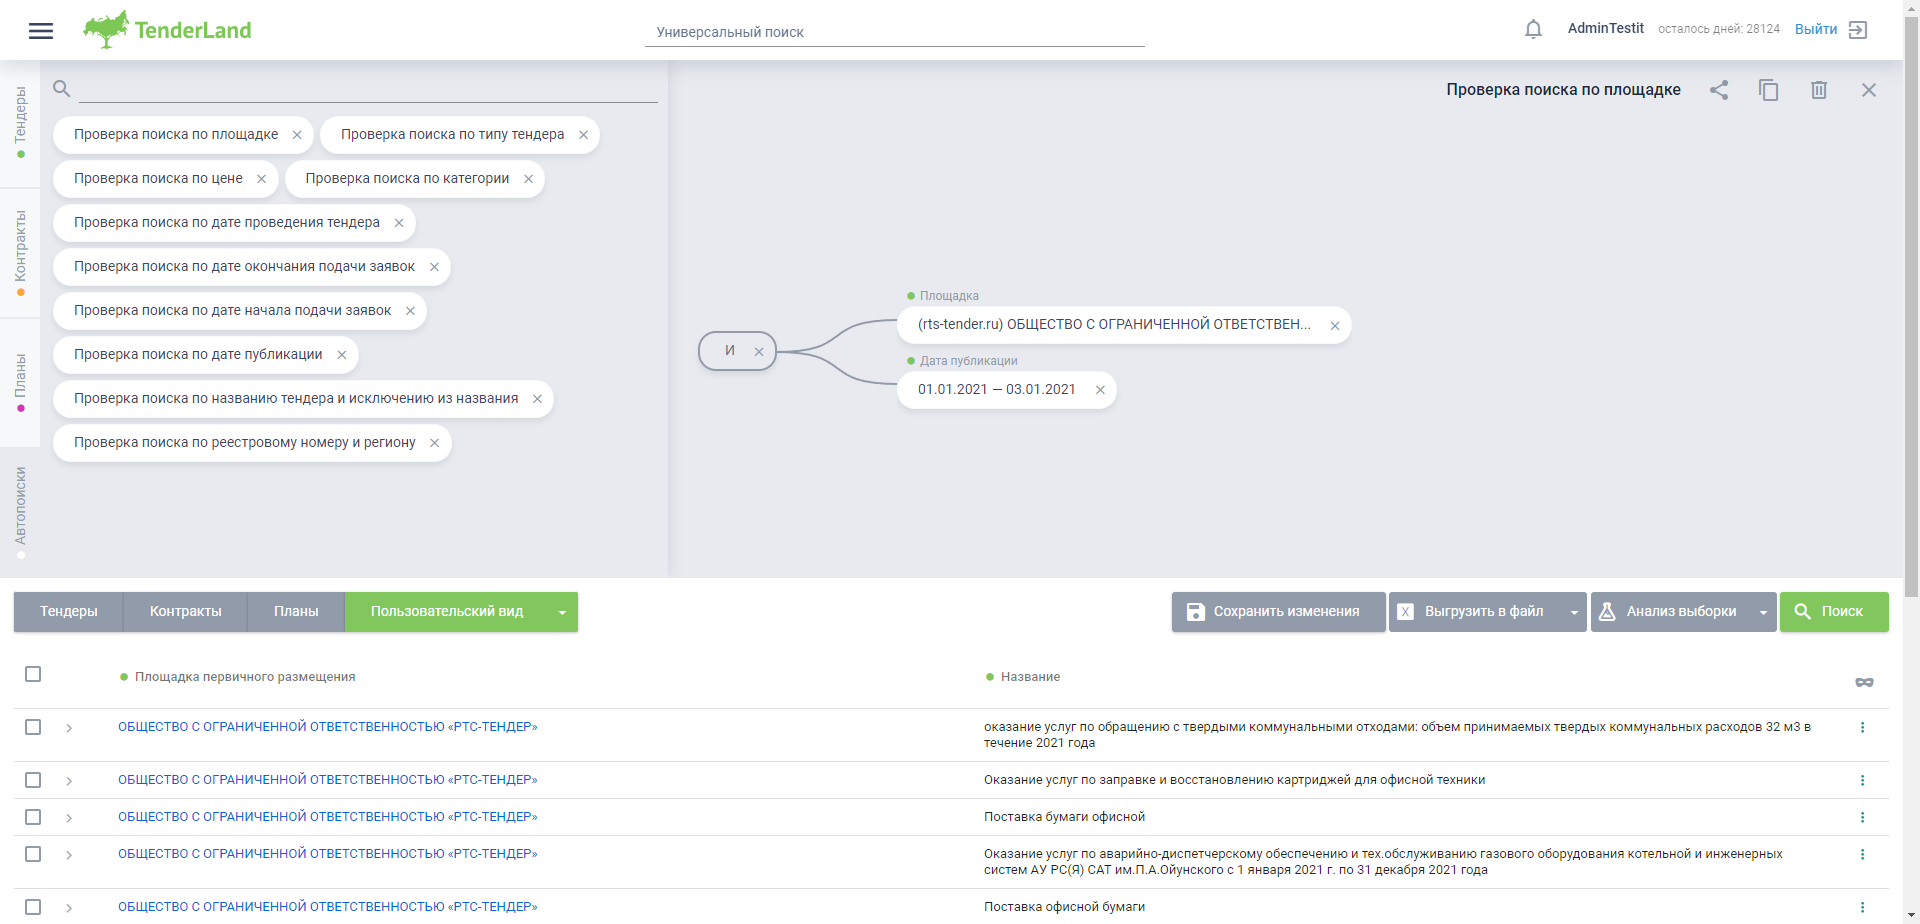 TenderLand
Универсальный поиск
AdminTestit
осталось дней: 28124
Выйти
Тендеры
Контракты
Планы
Автопоиски
Проверка поиска по площадке
Проверка поиска по типу тендера
Проверка поиска по цене
Проверка поиска по категории
Проверка поиска по дате проведения тендера
Проверка поиска по дате окончания подачи заявок
Проверка поиска по дате начала подачи заявок
Проверка поиска по дате публикации
Проверка поиска по названию тендера и исключению из названия
Проверка поиска по реестровому номеру и региону
Проверка поиска по площадке
И
Площадка
(rts-tender.ru) ОБЩЕСТВО С ОГРАНИЧЕННОЙ ОТВЕТСТВЕН...
Дата публикации
01.01.2021 — 03.01.2021
Тендеры
Контракты
Планы
Пользовательский вид
Сохранить изменения
X Выгрузить в файл
Анализ выборки
Поиск
Площадка первичного размещения
Название
ОБЩЕСТВО С ОГРАНИЧЕННОЙ ОТВЕТСТВЕННОСТЬЮ «РТС-ТЕНДЕР»
оказание услуг по обращению с твердыми коммунальными отходами: объем принимаемых твердых коммунальных расходов 32 м3 в
течение 2021 года
ОБЩЕСТВО С ОГРАНИЧЕННОЙ ОТВЕТСТВЕННОСТЬЮ «РТС-ТЕНДЕР»
Оказание услуг по заправке и восстановлению картриджей для офисной техники
ОБЩЕСТВО С ОГРАНИЧЕННОЙ ОТВЕТСТВЕННОСТЬЮ «РТС-ТЕНДЕР»
Поставка бумаги офисной
ОБЩЕСТВО С ОГРАНИЧЕННОЙ ОТВЕТСТВЕННОСТЬЮ «РТС-ТЕНДЕР»
Оказание услуг по аварийно-диспетчерскому обеспечению и тех.обслуживанию газового оборудования котельной и инженерных
систем АУ РС(Я) САТ им.П.А.Ойунского с 1 января 2021 г. по 31 декабря 2021 года
ОБЩЕСТВО С ОГРАНИЧЕННОЙ ОТВЕТСТВЕННОСТЬЮ «РТС-ТЕНДЕР»
Поставка офисной бумаги